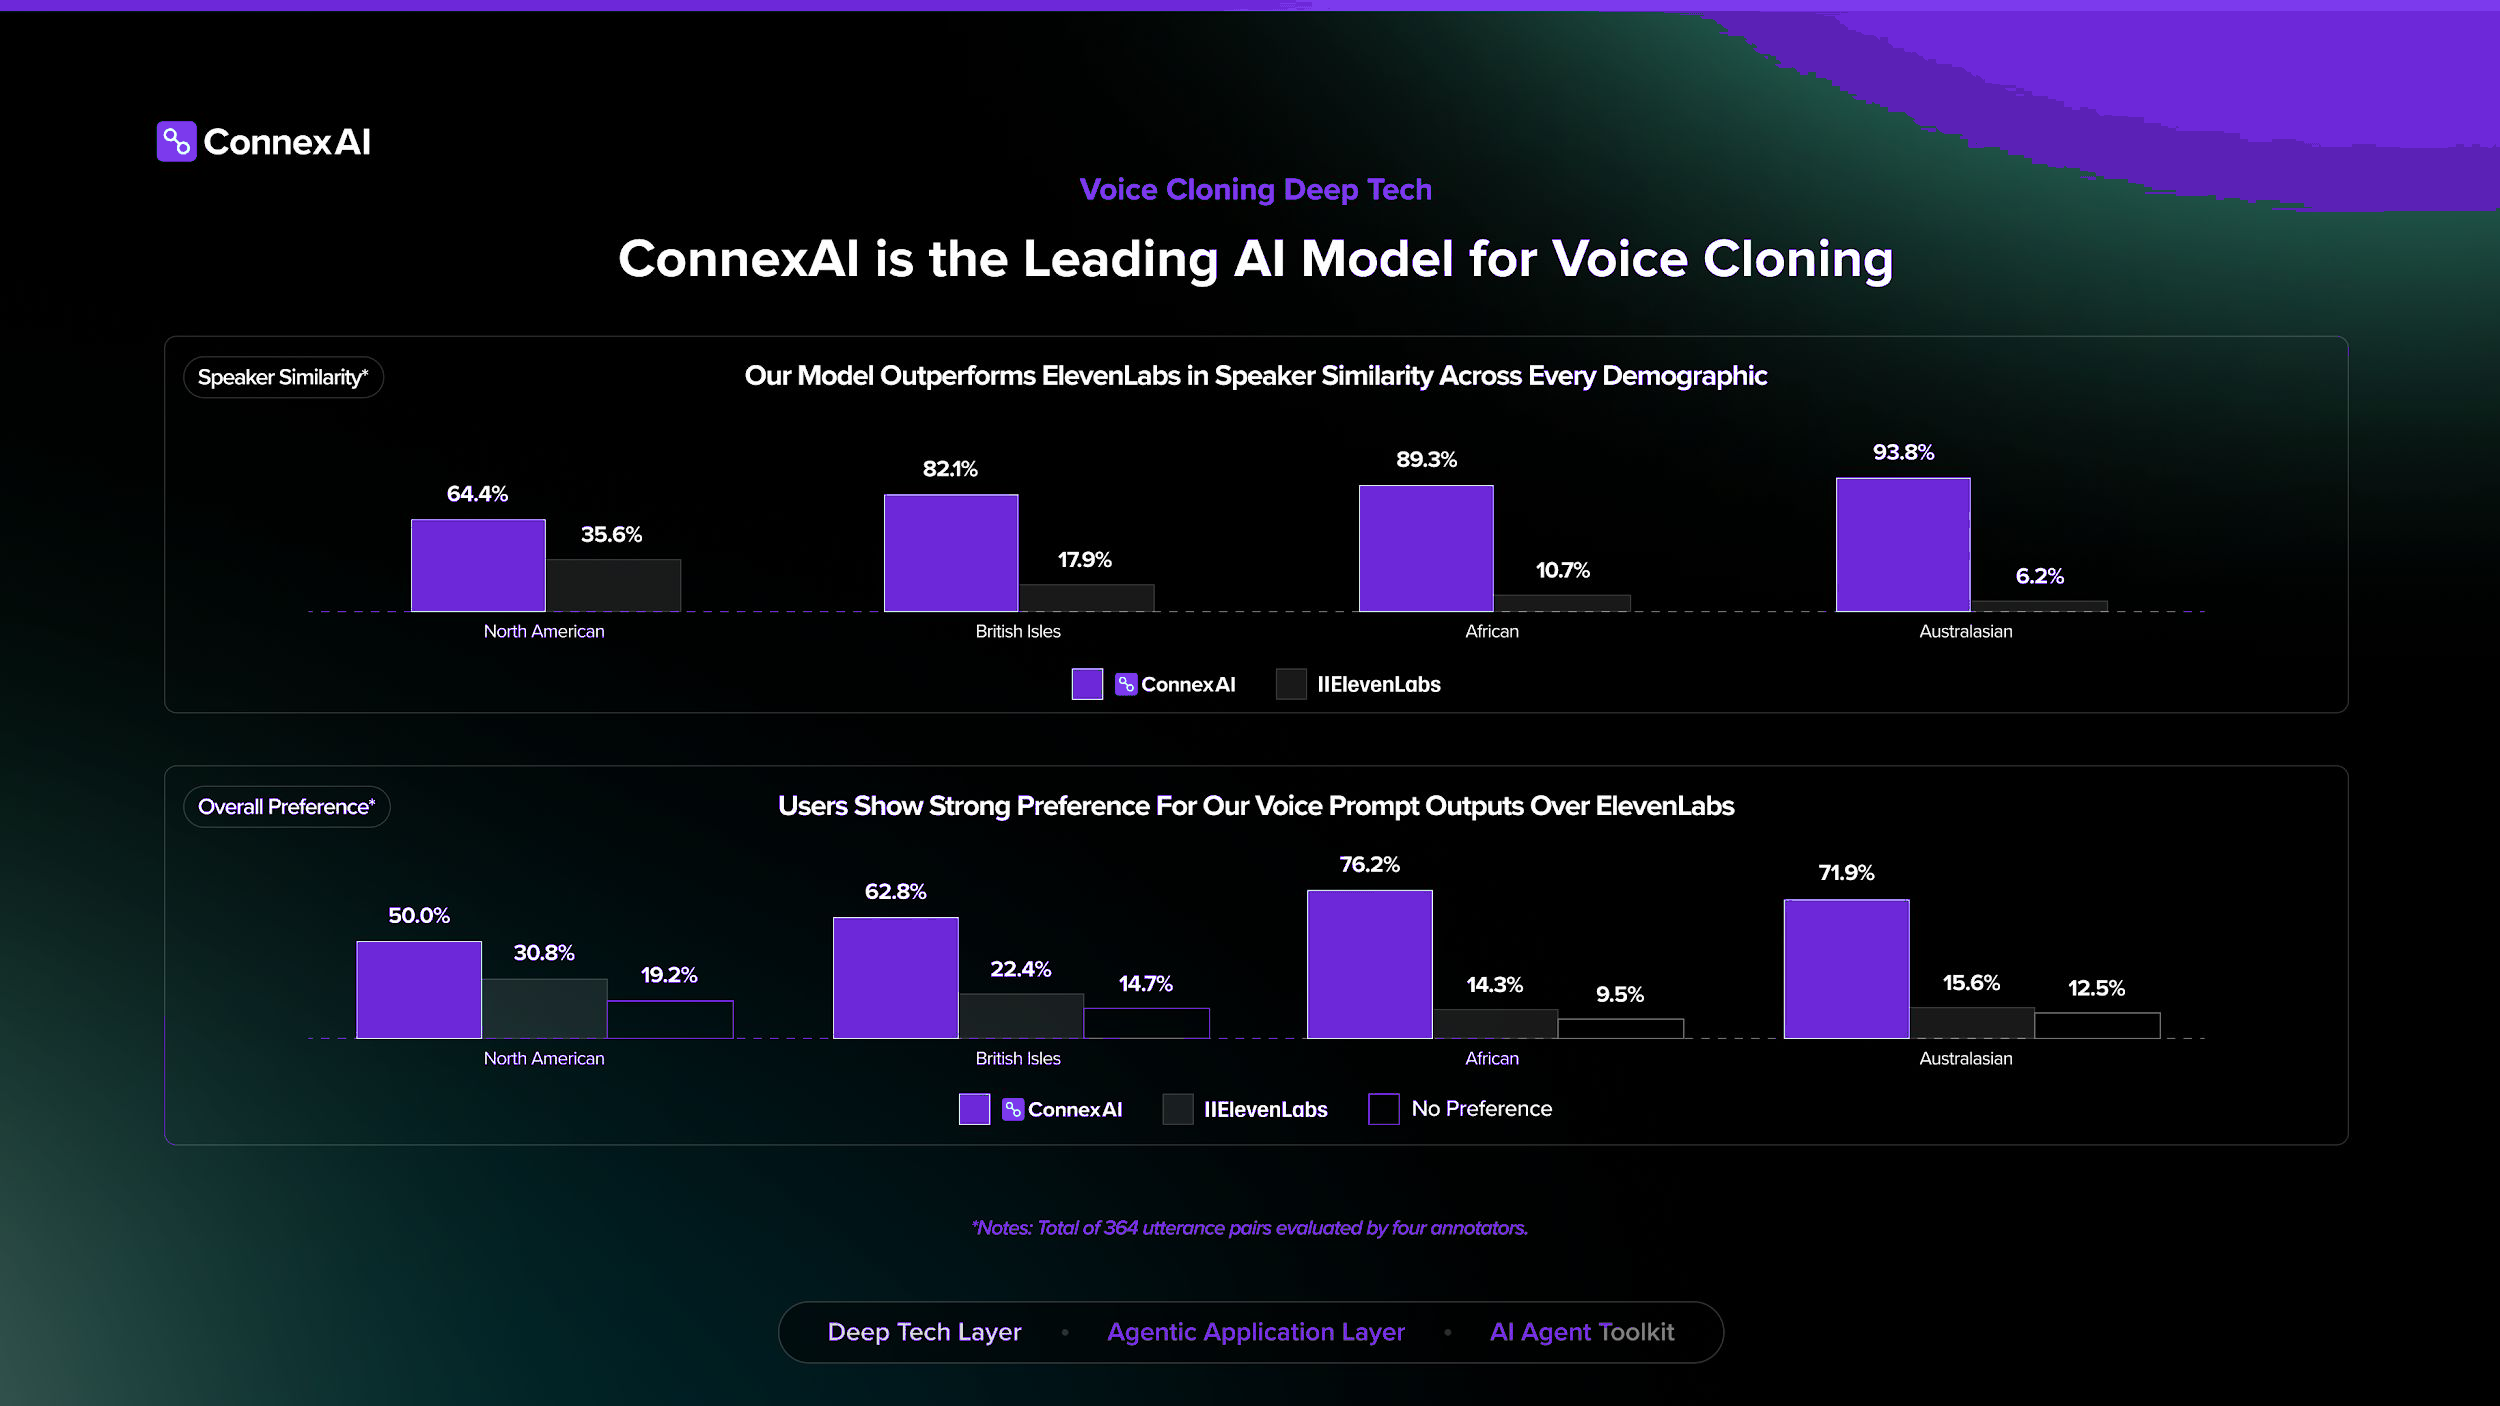 ConnexAI
Voice Cloning Deep Tech
ConnexAI is the Leading AI Model for Voice Cloning
Speaker Similarity*
Our Model Outperforms ElevenLabs in Speaker Similarity Across Every Demographic
64.4%
35.6%
82.1%
17.9%
89.3%
10.7%
93.8%
6.2%
North American
British Isles
African
Australasian
ConnexAI
IIElevenLabs
Overall Preference*
Users Show Strong Preference For Our Voice Prompt Outputs Over ElevenLabs
50.0%
30.8%
19.2%
62.8%
22.4%
14.7%
76.2%
14.3%
9.5%
71.9%
15.6%
12.5%
North American
British Isles
African
Australasian
ConnexAI
IIElevenLabs
No Preference
*Notes: Total of 364 utterance pairs evaluated by four annotators.
Deep Tech Layer • Agentic Application Layer • AI Agent Toolkit